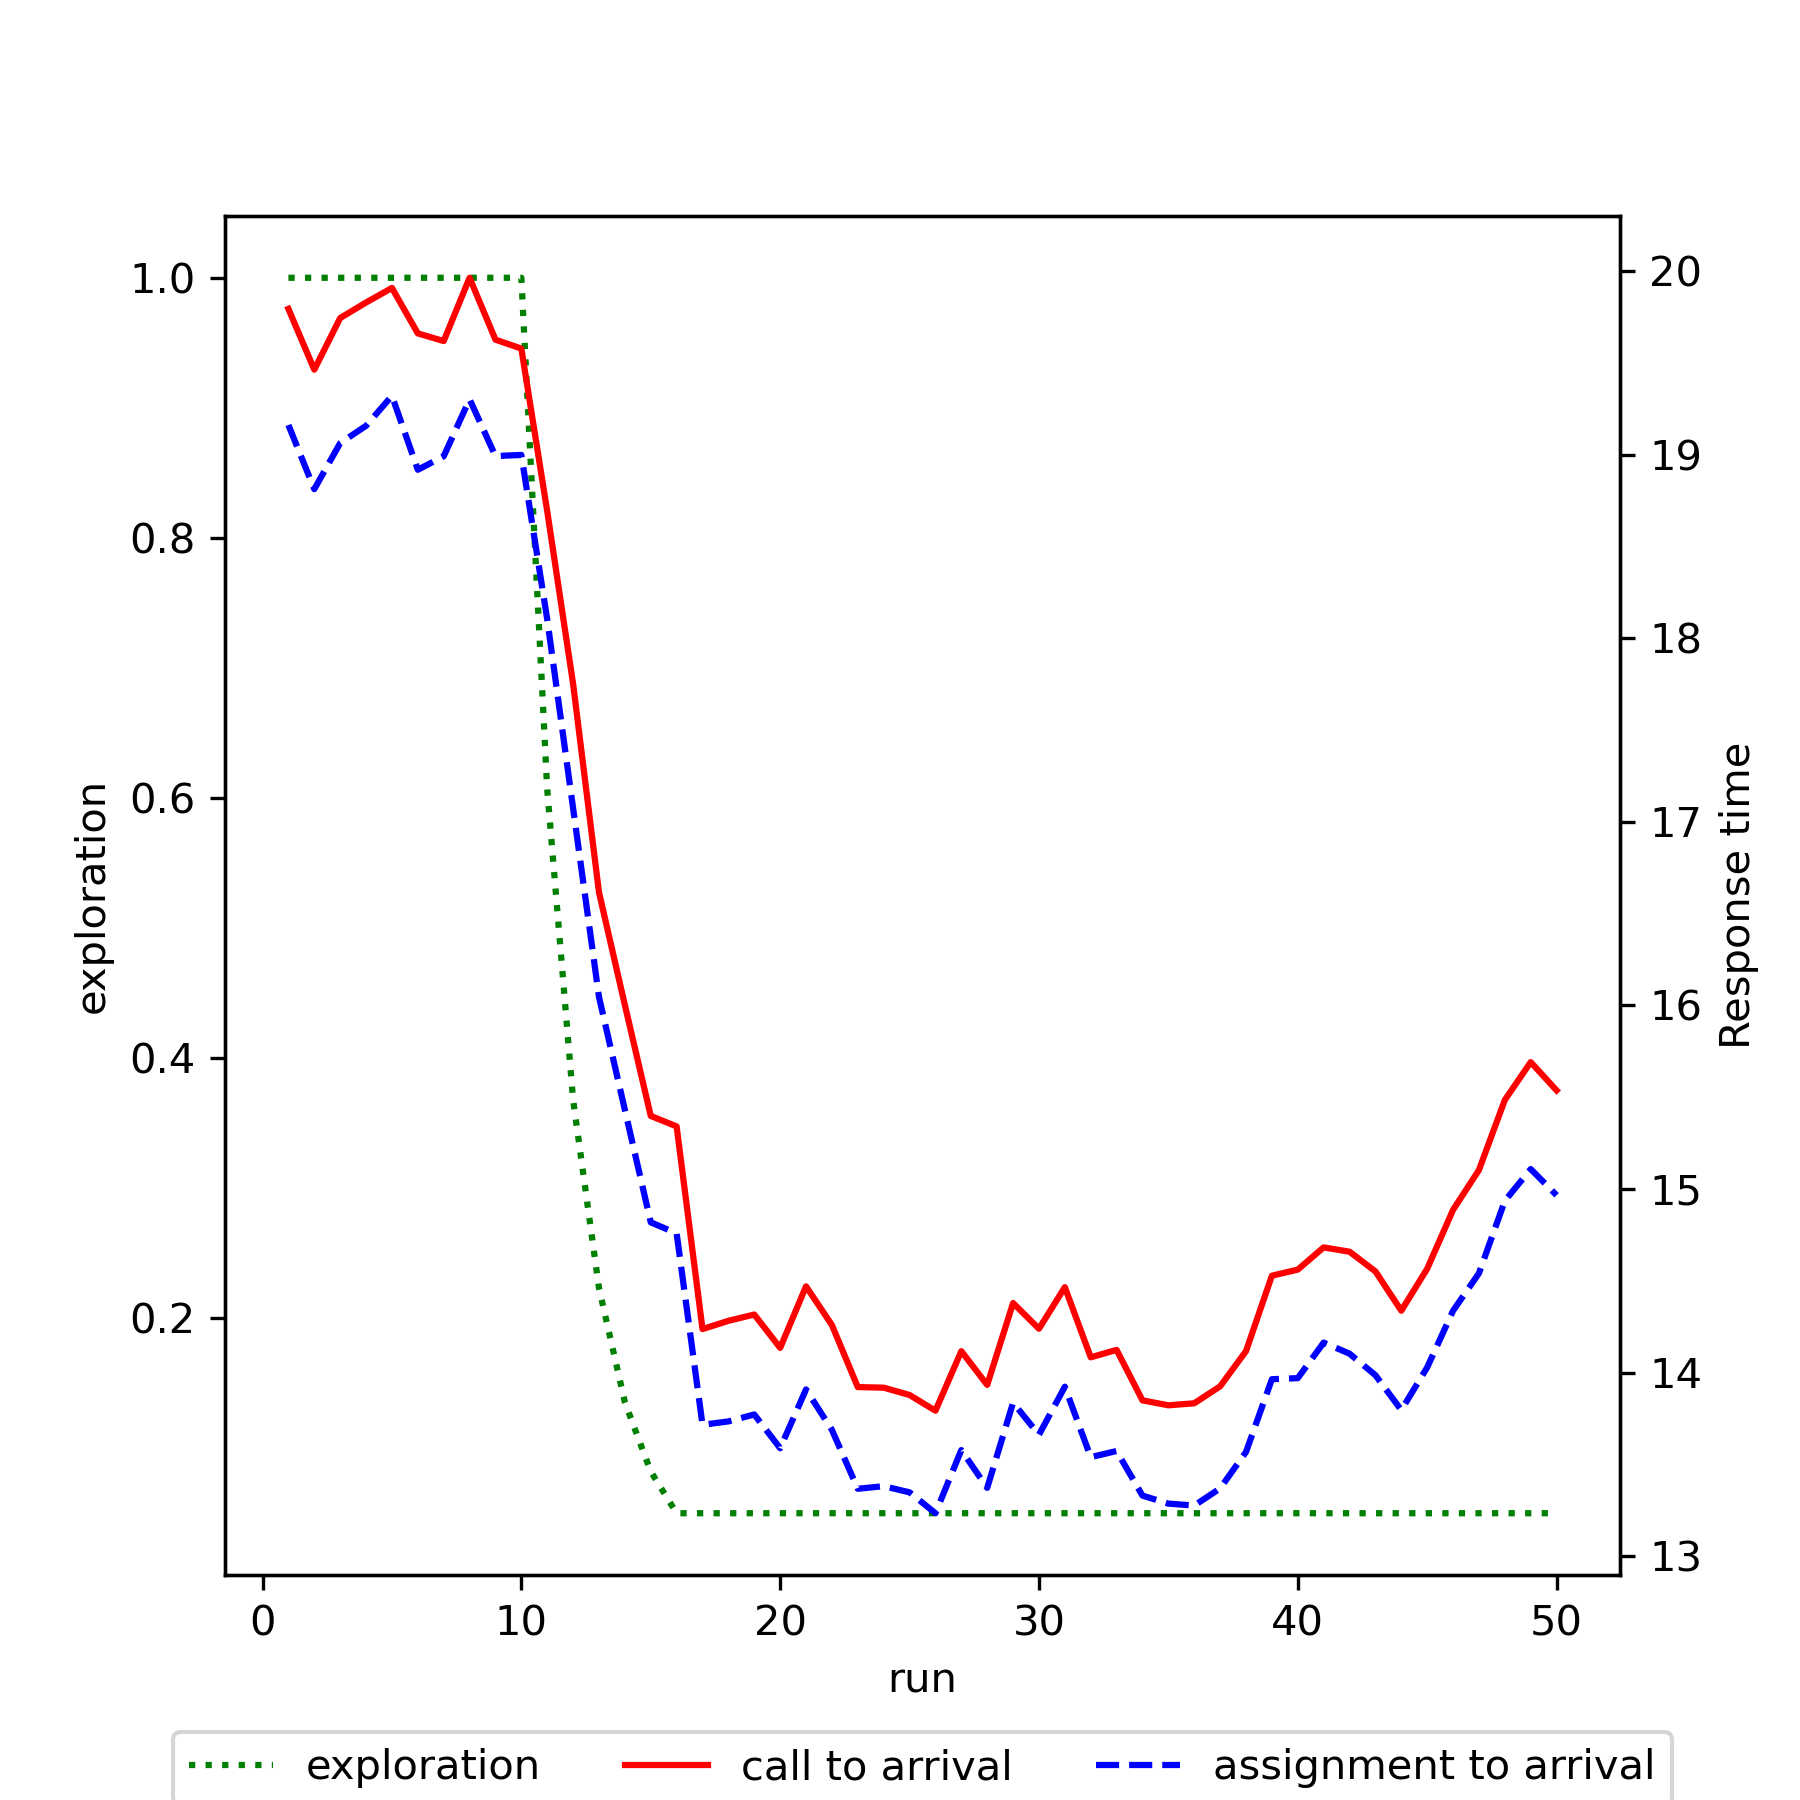 1.0
0.8
0.6
0.4
0.2
exploration
20
19
18
17
16
15
14
13
Response time
0 10 20 30 40 50
run
exploration call to arrival assignment to arrival